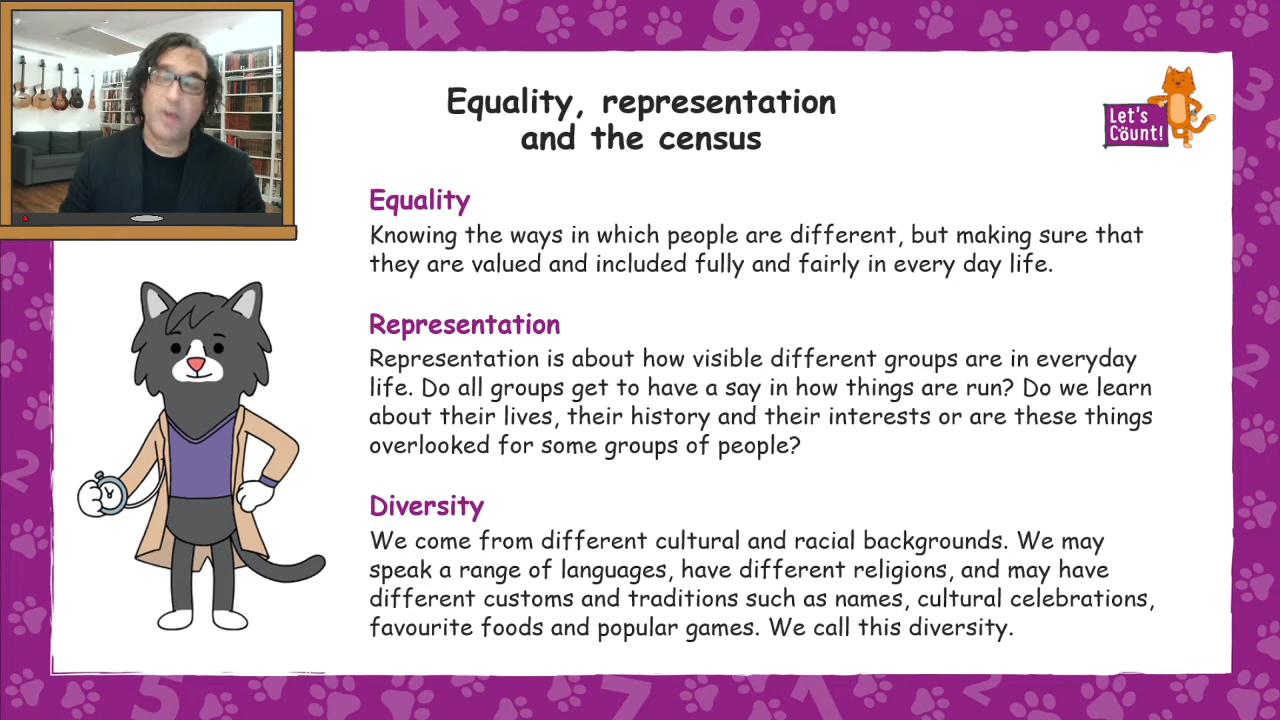 Equality, representation
and the census
Let's
Count!
Equality
Knowing the ways in which people are different, but making sure that
they are valued and included fully and fairly in every day life.
Representation
Representation is about how visible different groups are in everyday
life. Do all groups get to have a say in how things are run? Do we learn
about their lives, their history and their interests or are these things
overlooked for some groups of people?
Diversity
We come from different cultural and racial backgrounds. We may
speak a range of languages, have different religions, and may have
different customs and traditions such as names, cultural celebrations,
favourite foods and popular games. We call this diversity.